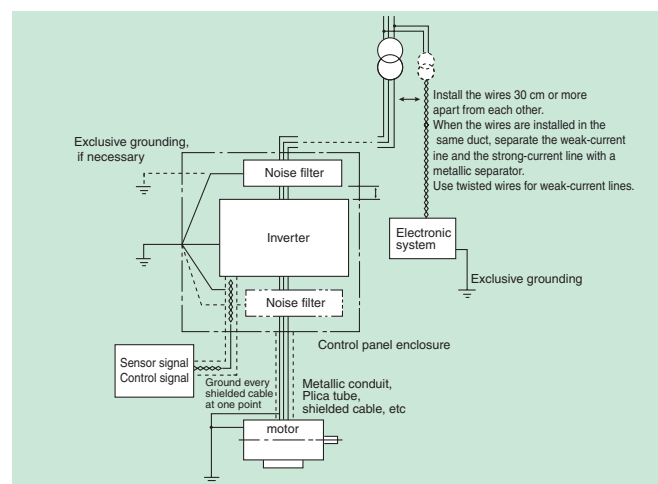 Install the wires 30 cm or more
apart from each other.
When the wires are installed in the
same duct, separate the weak-current
ine and the strong-current line with a
metallic separator.
Use twisted wires for weak-current lines.
Exclusive grounding,
if necessary
Noise filter
Inverter
Electronic
system
Exclusive grounding
Noise filter
Control panel enclosure
Sensor signal
Control signal
Ground every
shielded cable
at one point
Metallic conduit,
Plica tube,
shielded cable, etc
motor